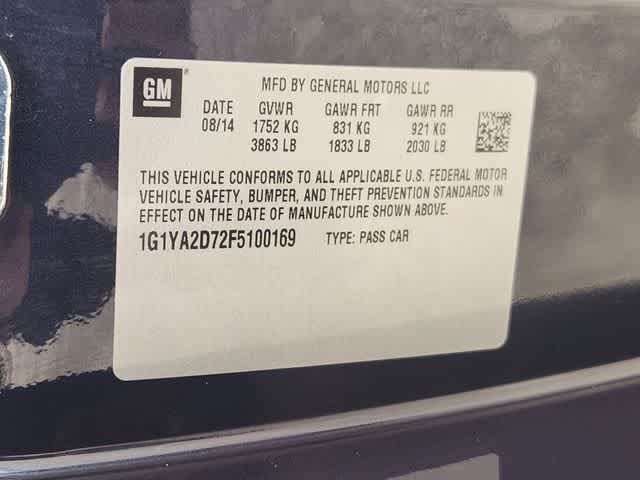 GM ® MFD BY GENERAL MOTORS LLC
DATE GVWR GAWR FRT GAWR RR
08/14 1752 KG 831 KG 921 KG
3863 LB 1833 LB 2030 LB
THIS VEHICLE CONFORMS TO ALL APPLICABLE U.S. FEDERAL MOTOR
VEHICLE SAFETY, BUMPER, AND THEFT PREVENTION STANDARDS IN
EFFECT ON THE DATE OF MANUFACTURE SHOWN ABOVE.
1G1YA2D72F5100169 TYPE: PASS CAR